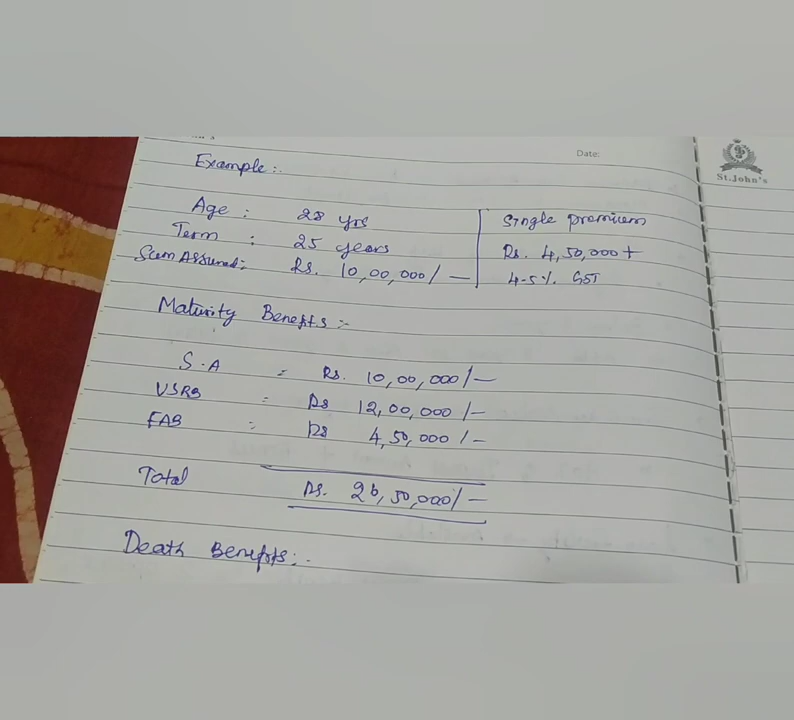 Date:
St.John's
Example:-
Age : 28 yrs
Term : 25 years
Sum Assured: Rs. 10,00,000/-
Single premium
Rs. 4,50,000+
4.5%. GST
Maturity Benefits :-
S.A = Rs. 10,00,000/-
VSRB : Rs 12,00,000/-
FAB : Rs 4,50,000/-
Total Rs. 26,50,000/-
Death Benefits:-